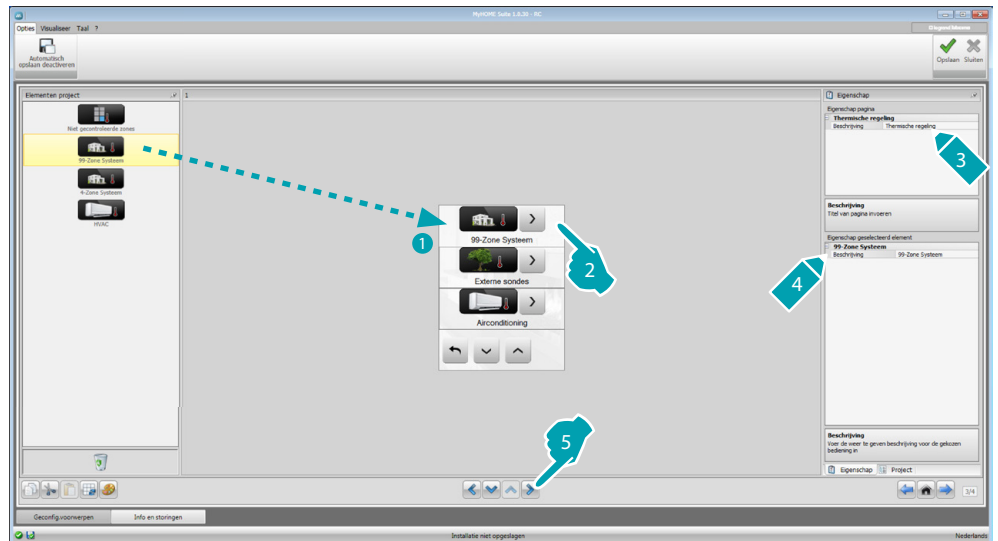 MyHOME Suite 1.0.20 - RC
Opties Visualiseer Taal ?
Automatisch
opslaan deactiveren
Opslaan Sluiten
Elementen project
Niet gecontroleerde zones
99-Zone Systeem
4-Zone Systeem
HVAC
1
1
99-Zone Systeem
2
Externe sondes
Airconditioning
5
Eigenschap
Eigenschap pagina
Thermische regeling
Beschrijving Thermische regeling
3
Beschrijving
Titel van pagina invoeren
Eigenschap geselecteerd element
99-Zone Systeem
Beschrijving 99-Zone Systeem
4
Beschrijving
Voer de weer te geven beschrijving voor de gekozen
bediening in
Eigenschap Project
3/4
Geconfig.voorwerpen Info en storingen
Installatie niet opgeslagen
Nederlands